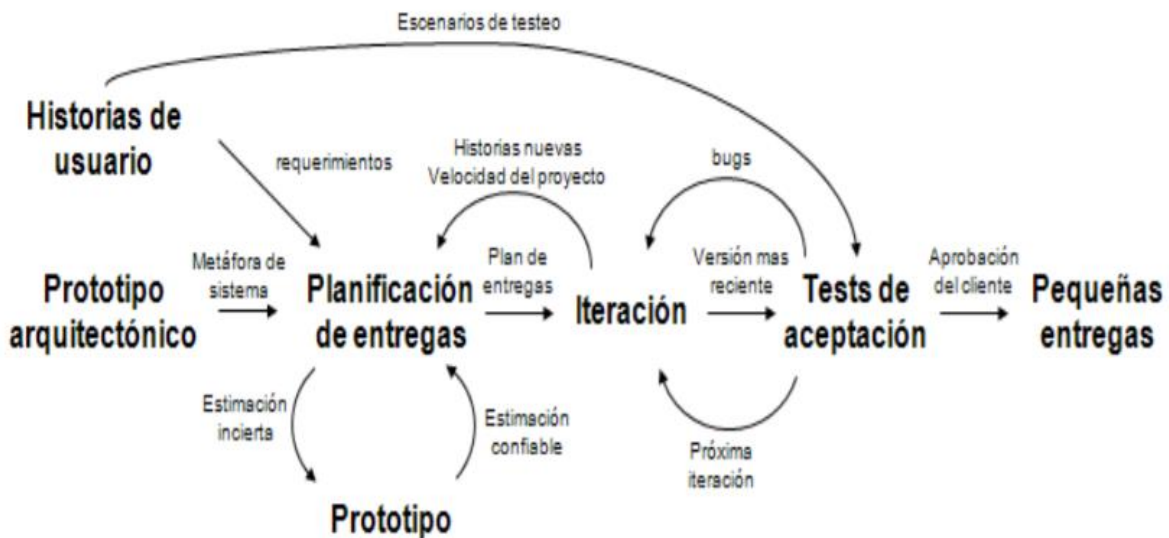 Escenarios de testeo
Historias de
usuario
requerimientos
Historias nuevas
Velocidad del proyecto
bugs
Prototipo
arquitectónico
Metáfora de
sistema
Planificación
de entregas
Plan de
entregas
Iteración
Versión mas
reciente
Tests de
aceptación
Aprobación
del cliente
Pequeñas
entregas
Estimación
incierta
Estimación
confiable
Próxima
iteración
Prototipo